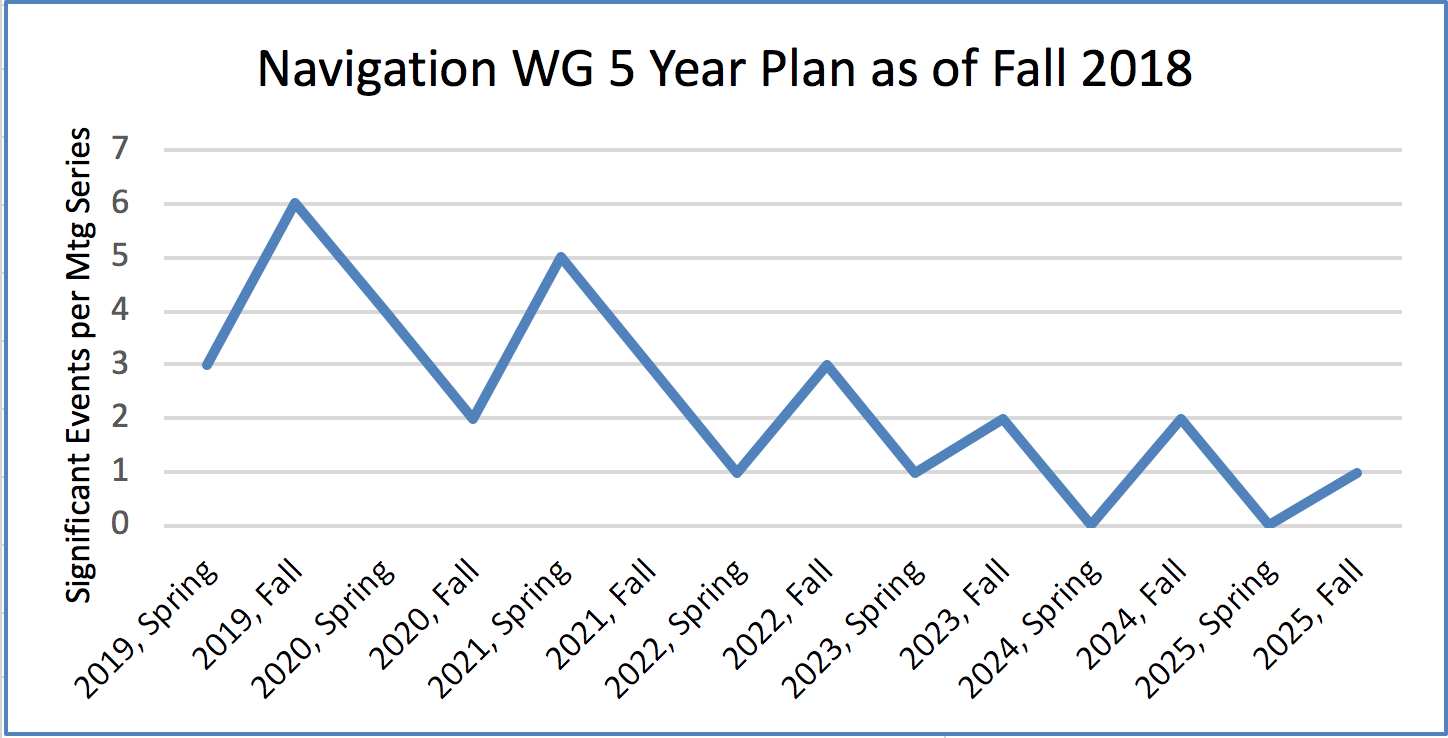 Navigation WG 5 Year Plan as of Fall 2018
Significant Events per Mtg Series
7
6
5
4
3
2
1
0
2019, Spring
2019, Fall
2020, Spring
2020, Fall
2021, Spring
2021, Fall
2022, Spring
2022, Fall
2023, Spring
2023, Fall
2024, Spring
2024, Fall
2025, Spring
2025, Fall